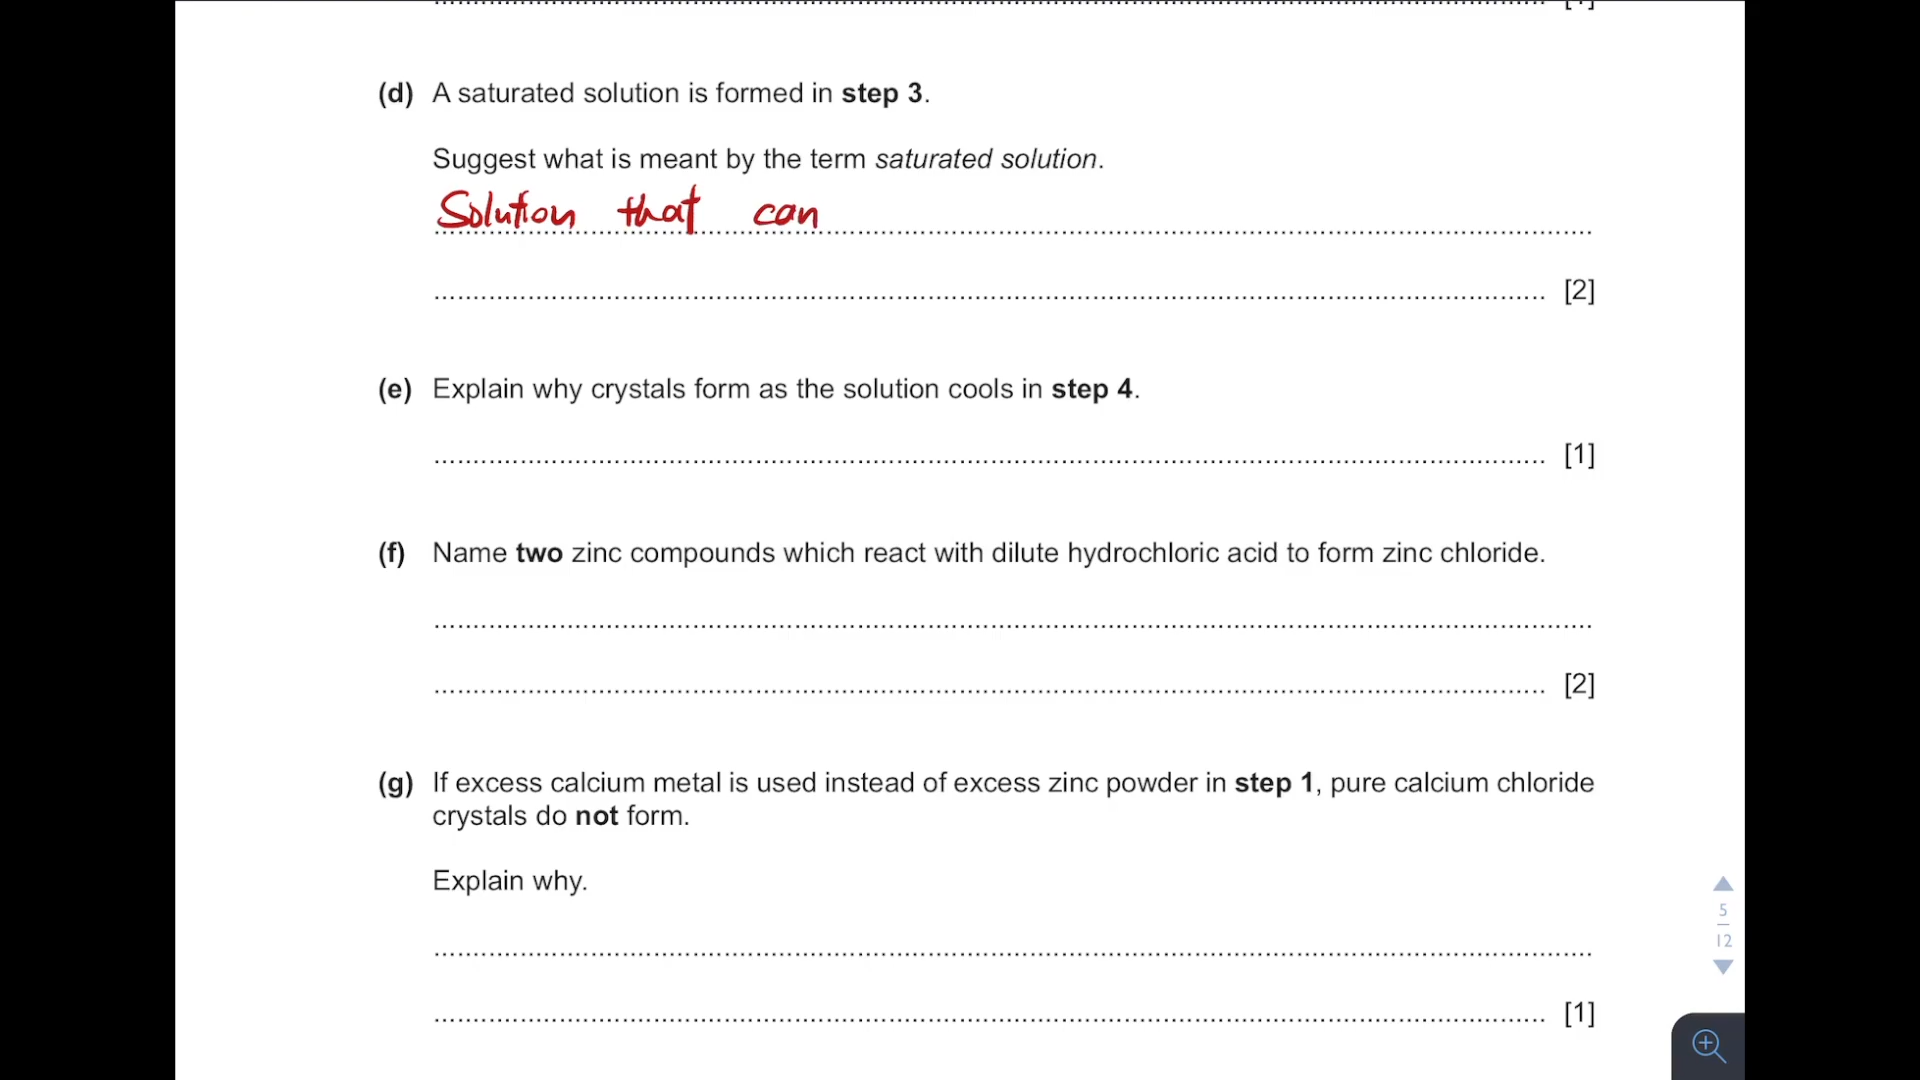 (d) A saturated solution is formed in step 3.
Suggest what is meant by the term saturated solution.
Solution that can
[2]
(e) Explain why crystals form as the solution cools in step 4.
[1]
(f) Name two zinc compounds which react with dilute hydrochloric acid to form zinc chloride.
[2]
(g) If excess calcium metal is used instead of excess zinc powder in step 1, pure calcium chloride
crystals do not form.
Explain why.
[1]
5
12